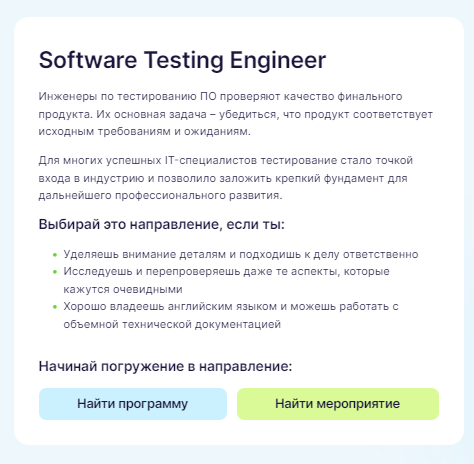 Software Testing Engineer
Инженеры по тестированию ПО проверяют качество финального
продукта. Их основная задача – убедиться, что продукт соответствует
исходным требованиям и ожиданиям.
Для многих успешных IT-специалистов тестирование стало точкой
входа в индустрию и позволило заложить крепкий фундамент для
дальнейшего профессионального развития.
Выбирай это направление, если ты:
• Уделяешь внимание деталям и подходишь к делу ответственно
• Исследуешь и перепроверяешь даже те аспекты, которые
кажутся очевидными
• Хорошо владеешь английским языком и можешь работать с
объемной технической документацией
Начинай погружение в направление:
Найти программу
Найти мероприятие